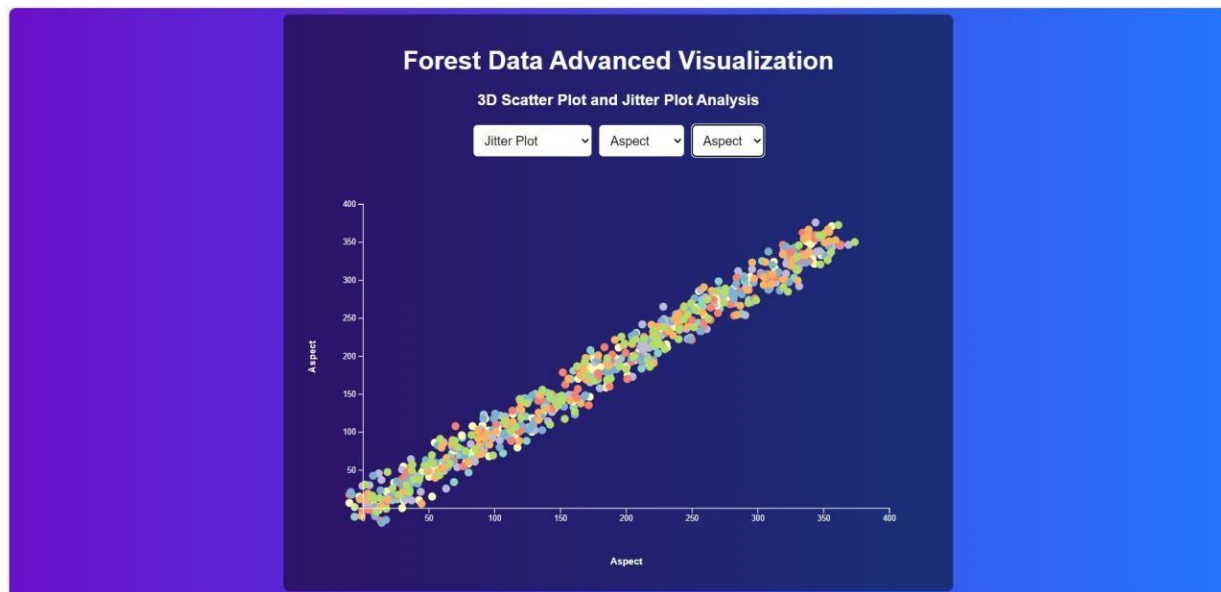 Forest Data Advanced Visualization
3D Scatter Plot and Jitter Plot Analysis
Jitter Plot Aspect Aspect
400
350
300
250
200
150
100
50
Aspect
50 100 150 200 250 300 350 400
Aspect